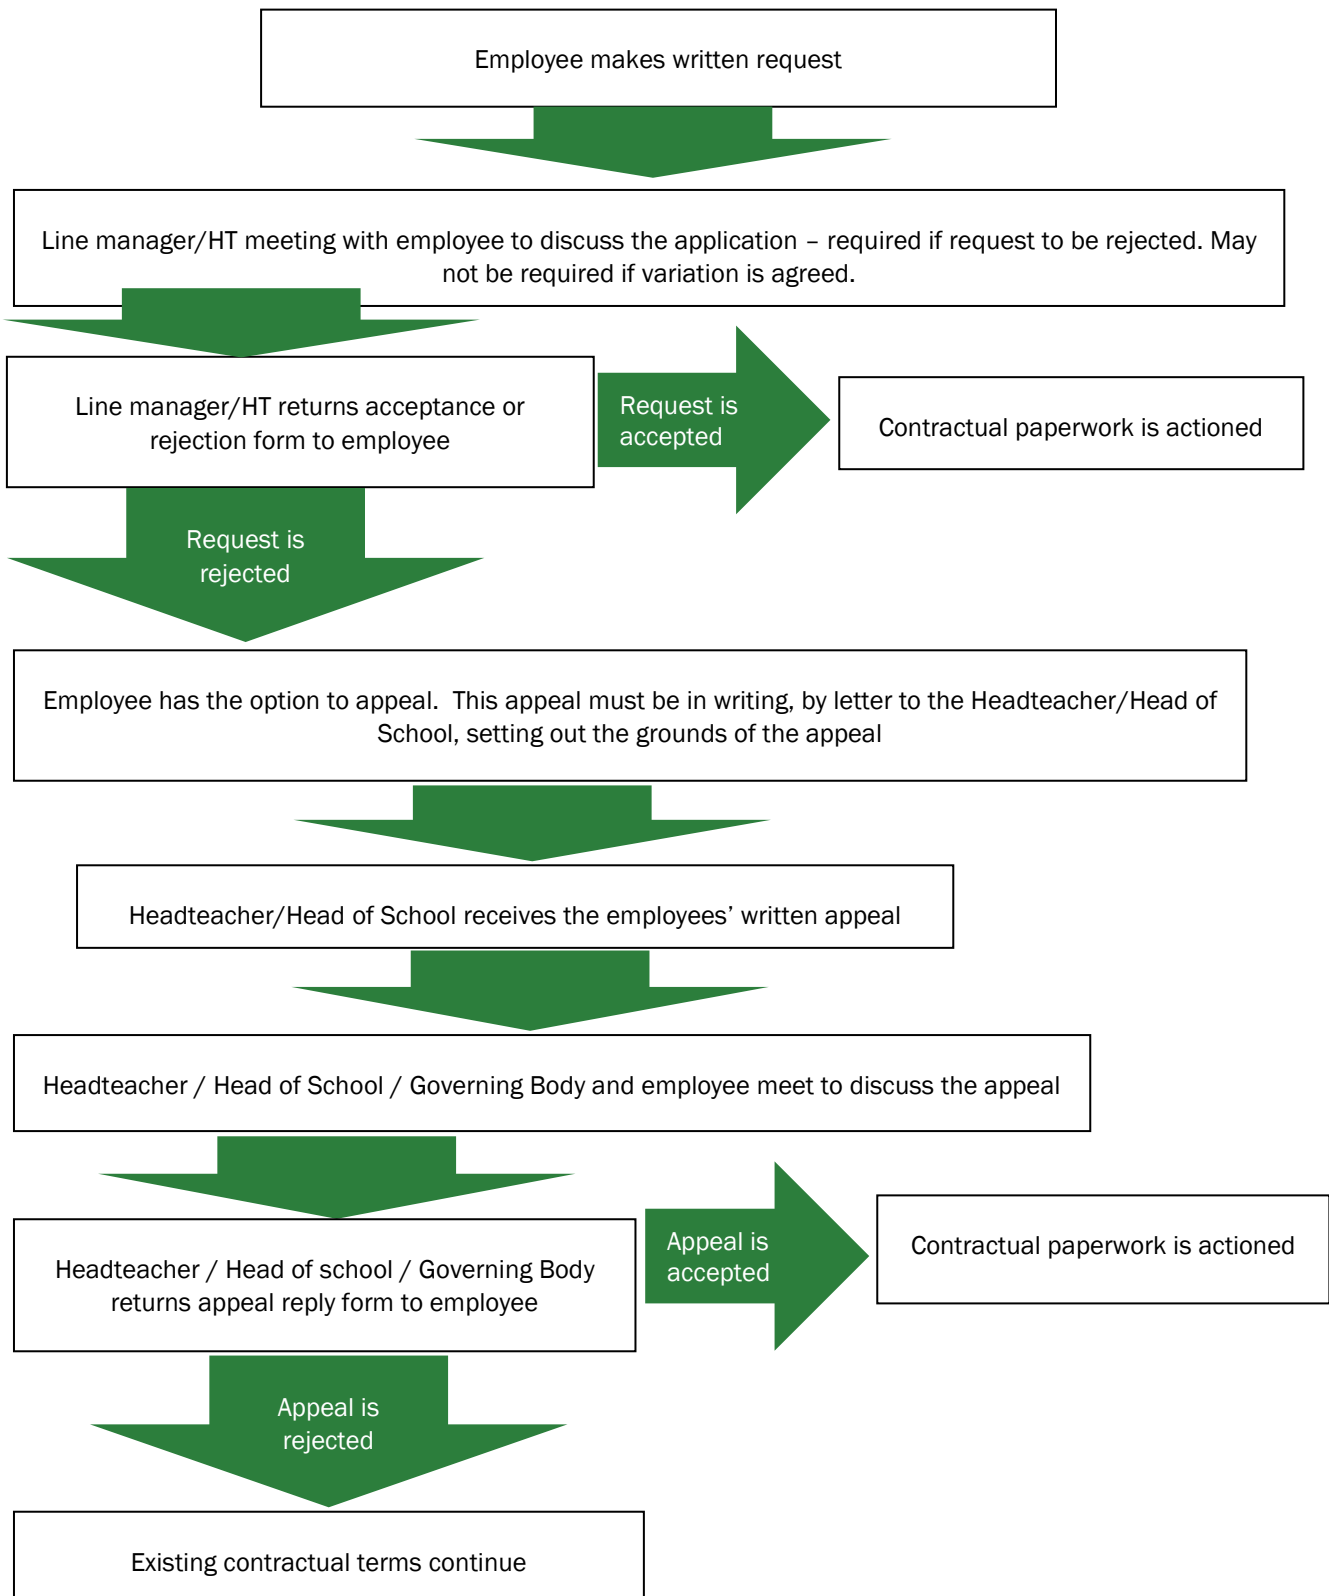 Employee makes written request
Line manager/HT meeting with employee to discuss the application – required if request to be rejected. May
not be required if variation is agreed.
Line manager/HT returns acceptance or
rejection form to employee
Request is
accepted
Contractual paperwork is actioned
Request is
rejected
Employee has the option to appeal.  This appeal must be in writing, by letter to the Headteacher/Head of
School, setting out the grounds of the appeal
Headteacher/Head of School receives the employees’ written appeal
Headteacher / Head of School / Governing Body and employee meet to discuss the appeal
Headteacher / Head of school / Governing Body
returns appeal reply form to employee
Appeal is
accepted
Contractual paperwork is actioned
Appeal is
rejected
Existing contractual terms continue